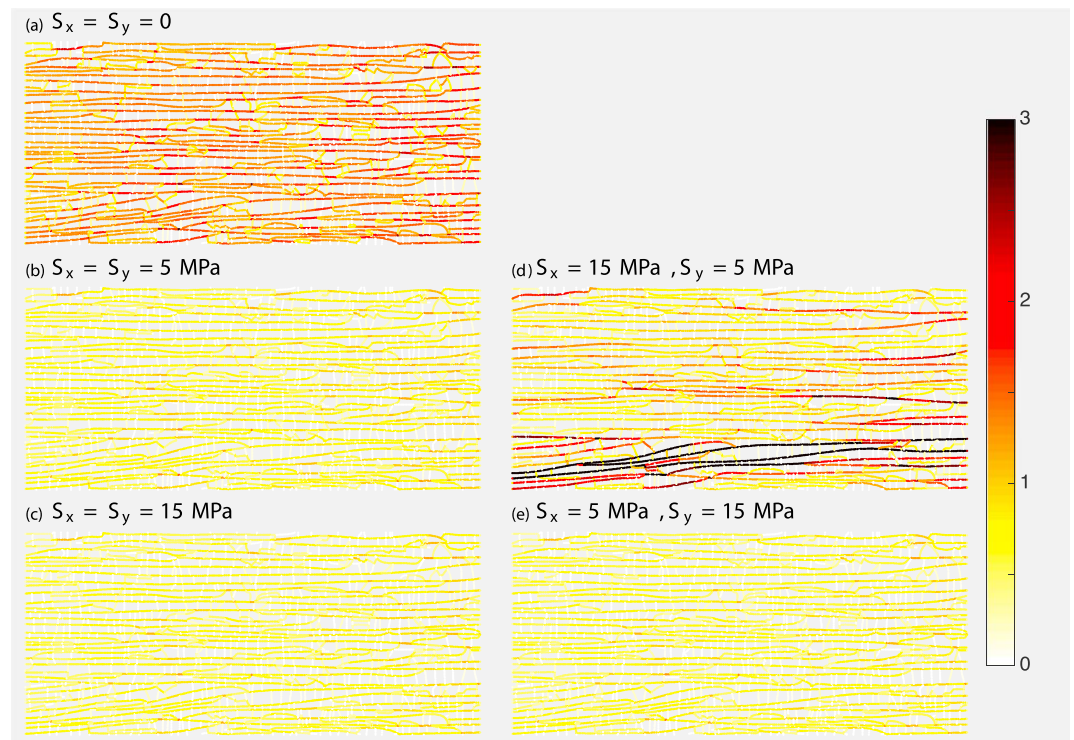 (a) Sx = Sy = 0
(b) Sx = Sy = 5 MPa
(d) Sx = 15 MPa , Sy = 5 MPa
(c) Sx = Sy = 15 MPa
(e) Sx = 5 MPa , Sy = 15 MPa
3
2
1
0